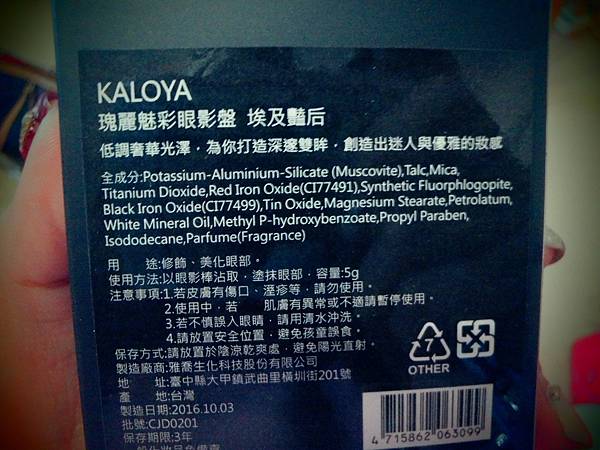 KALOYA
瑰麗魅彩眼影盤 埃及豔后
低調奢華光澤，為你打造深邃雙眸，創造出迷人與優雅的妝感
全成分:Potassium-Aluminium-Silicate (Muscovite),Talc,Mica,
Titanium Dioxide,Red Iron Oxide(CI77491),Synthetic Fluorphlogopite,
Black Iron Oxide(CI77499),Tin Oxide,Magnesium Stearate,Petrolatum,
White Mineral Oil,Methyl P-hydroxybenzoate,Propyl Paraben,
Isododecane,Parfume(Fragrance)
用 途:修飾、美化眼部。
使用方法:以眼影棒沾取，塗抹眼部，容量:5g
注意事項:1.若皮膚有傷口、溼疹等，請勿使用。
2.使用中，若 肌膚有異常或不適請暫停使用。
3.若不慎誤入眼睛，請用清水沖洗。
4.請放置安全位置，避免孩童誤食。
保存方式:請放置於陰涼乾爽處，避免陽光直射。
製造廠商:雅喬生化科技股份有限公司
地 址:臺中縣大甲鎮武曲里橫圳街201號
產 地:台灣
製造日期:2016.10.03
批號:CJD0201
保存期限:3年
7
OTHER
4 715862 063099